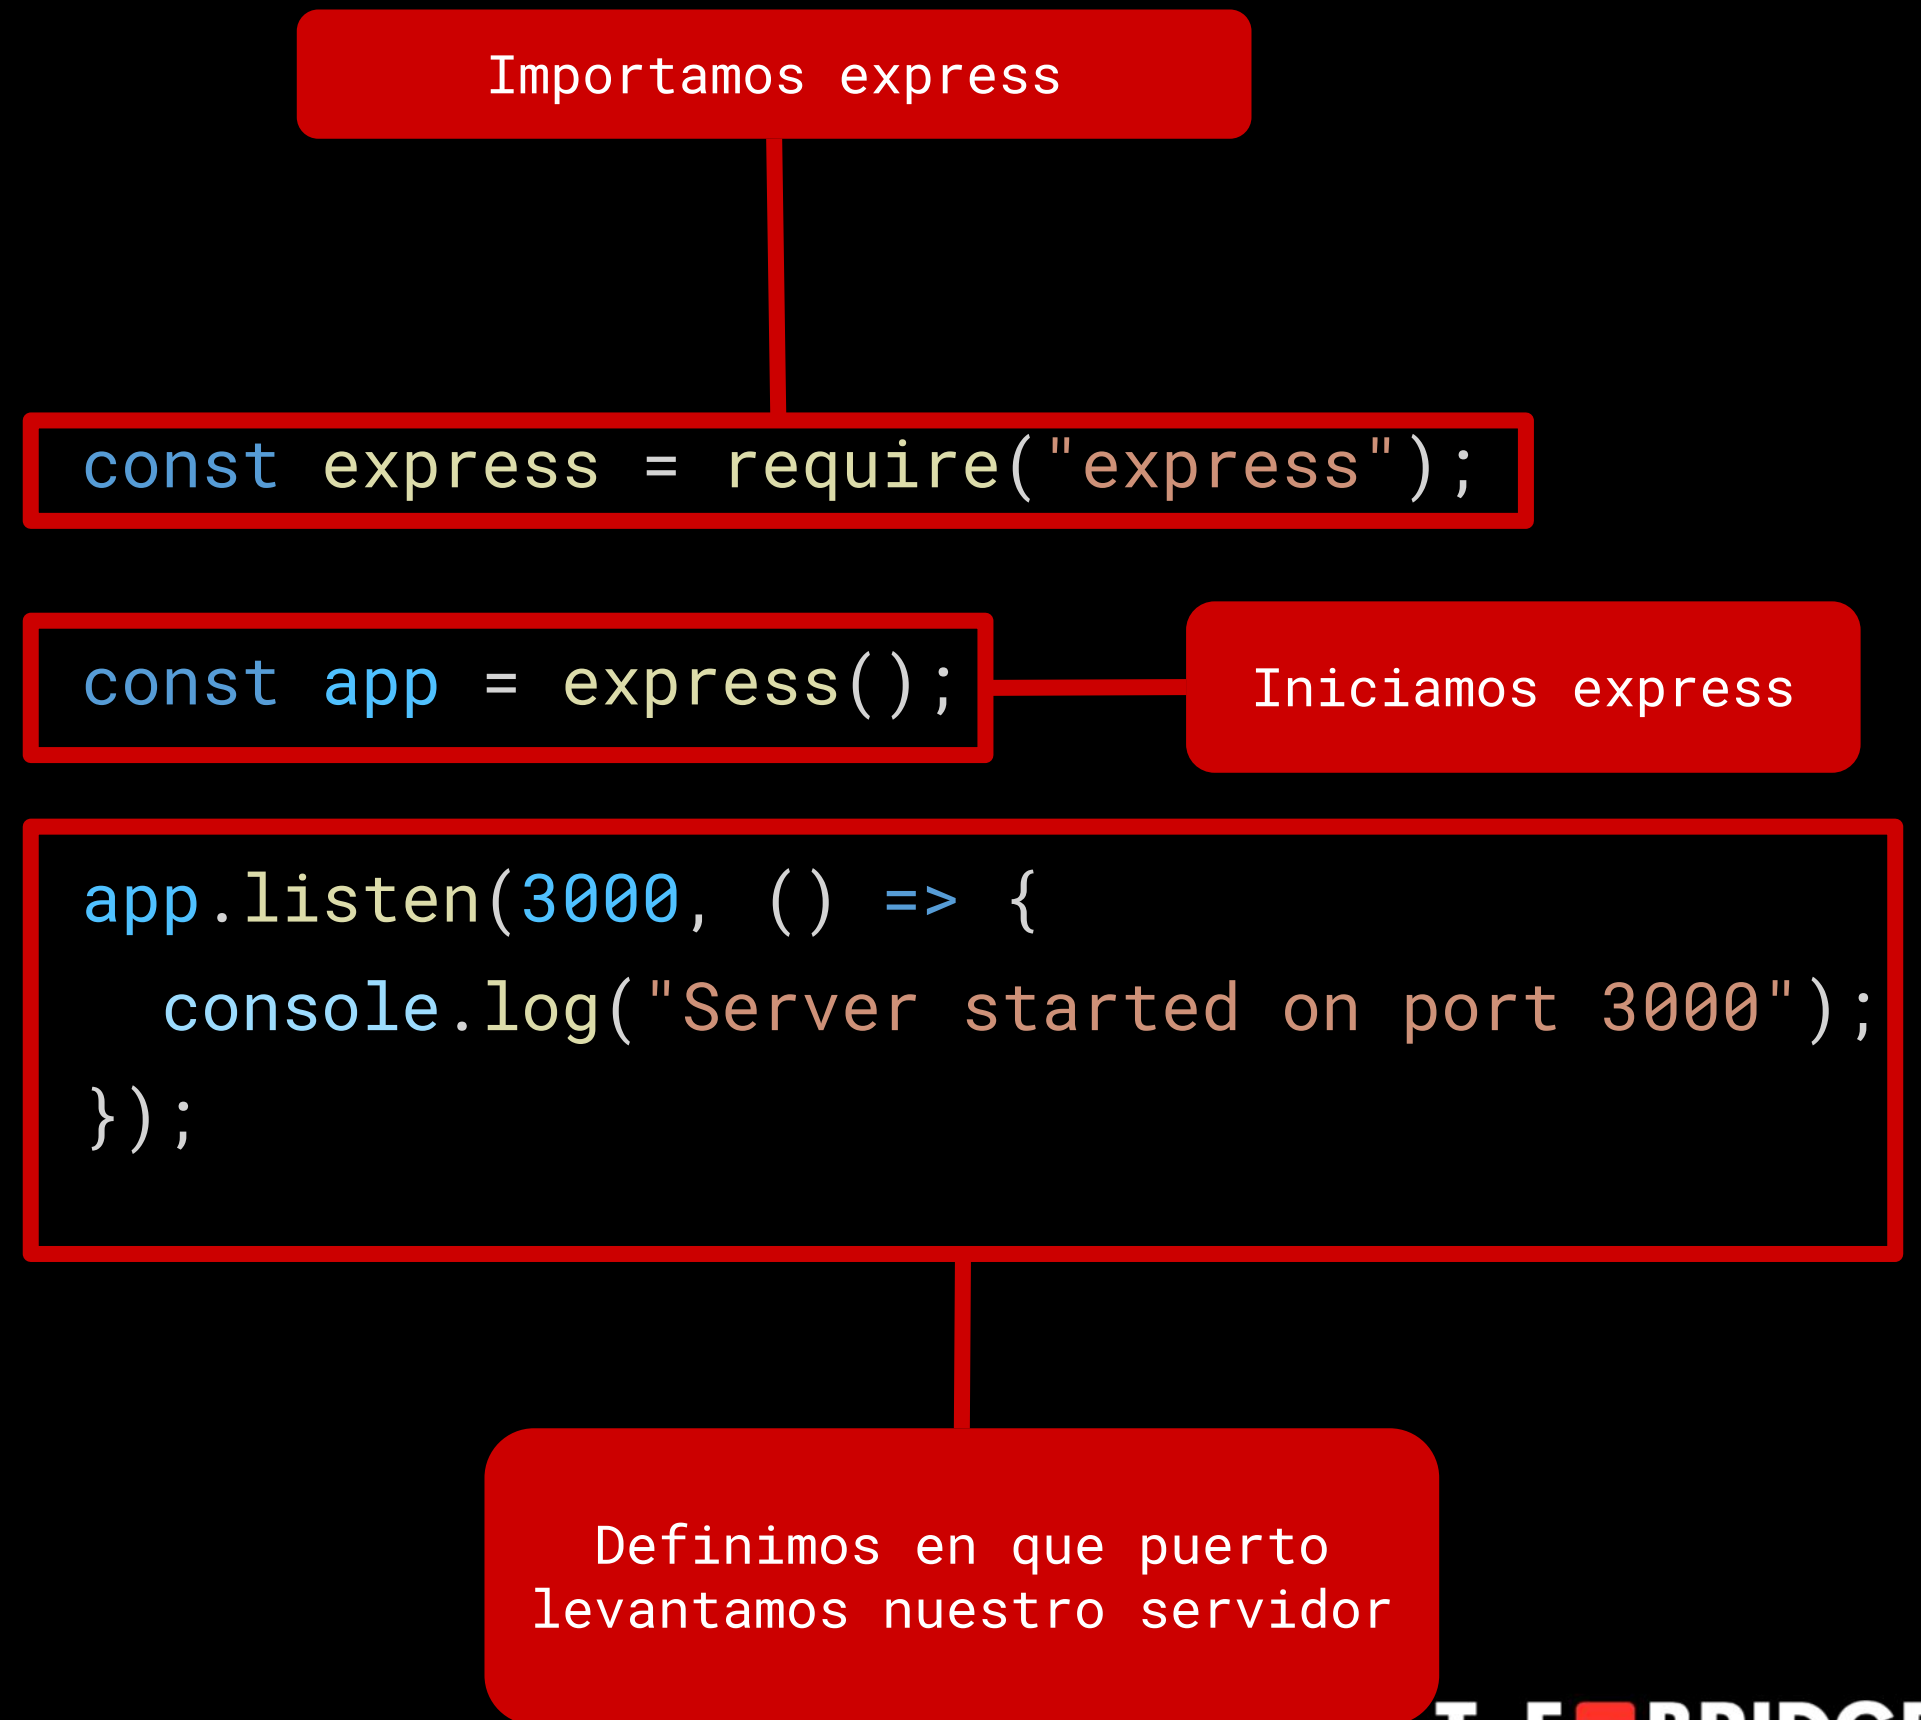 Importamos express
const express = require("express");
const app = express();
Iniciamos express
app.listen(3000, () => {
  console.log("Server started on port 3000");
});
Definimos en que puerto
levantamos nuestro servidor